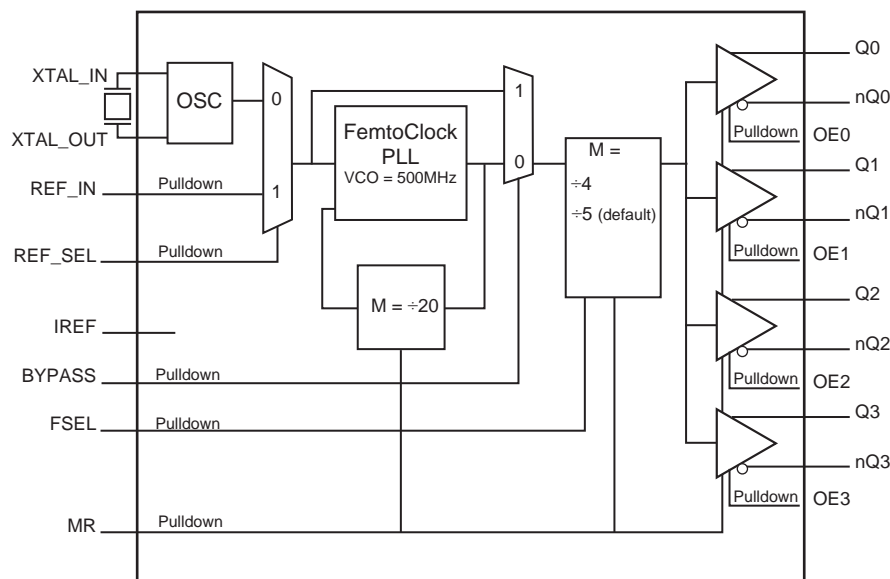 XTAL_IN
OSC
XTAL_OUT
0
1
REF_IN
Pulldown
REF_SEL
Pulldown
FemtoClock
PLL
VCO = 500MHz
M = ÷20
1
0
M =
÷4
÷5 (default)
IREF
BYPASS
Pulldown
FSEL
Pulldown
MR
Pulldown
Q0
nQ0
Pulldown
OE0
Q1
nQ1
Pulldown
OE1
Q2
nQ2
Pulldown
OE2
Q3
nQ3
Pulldown
OE3